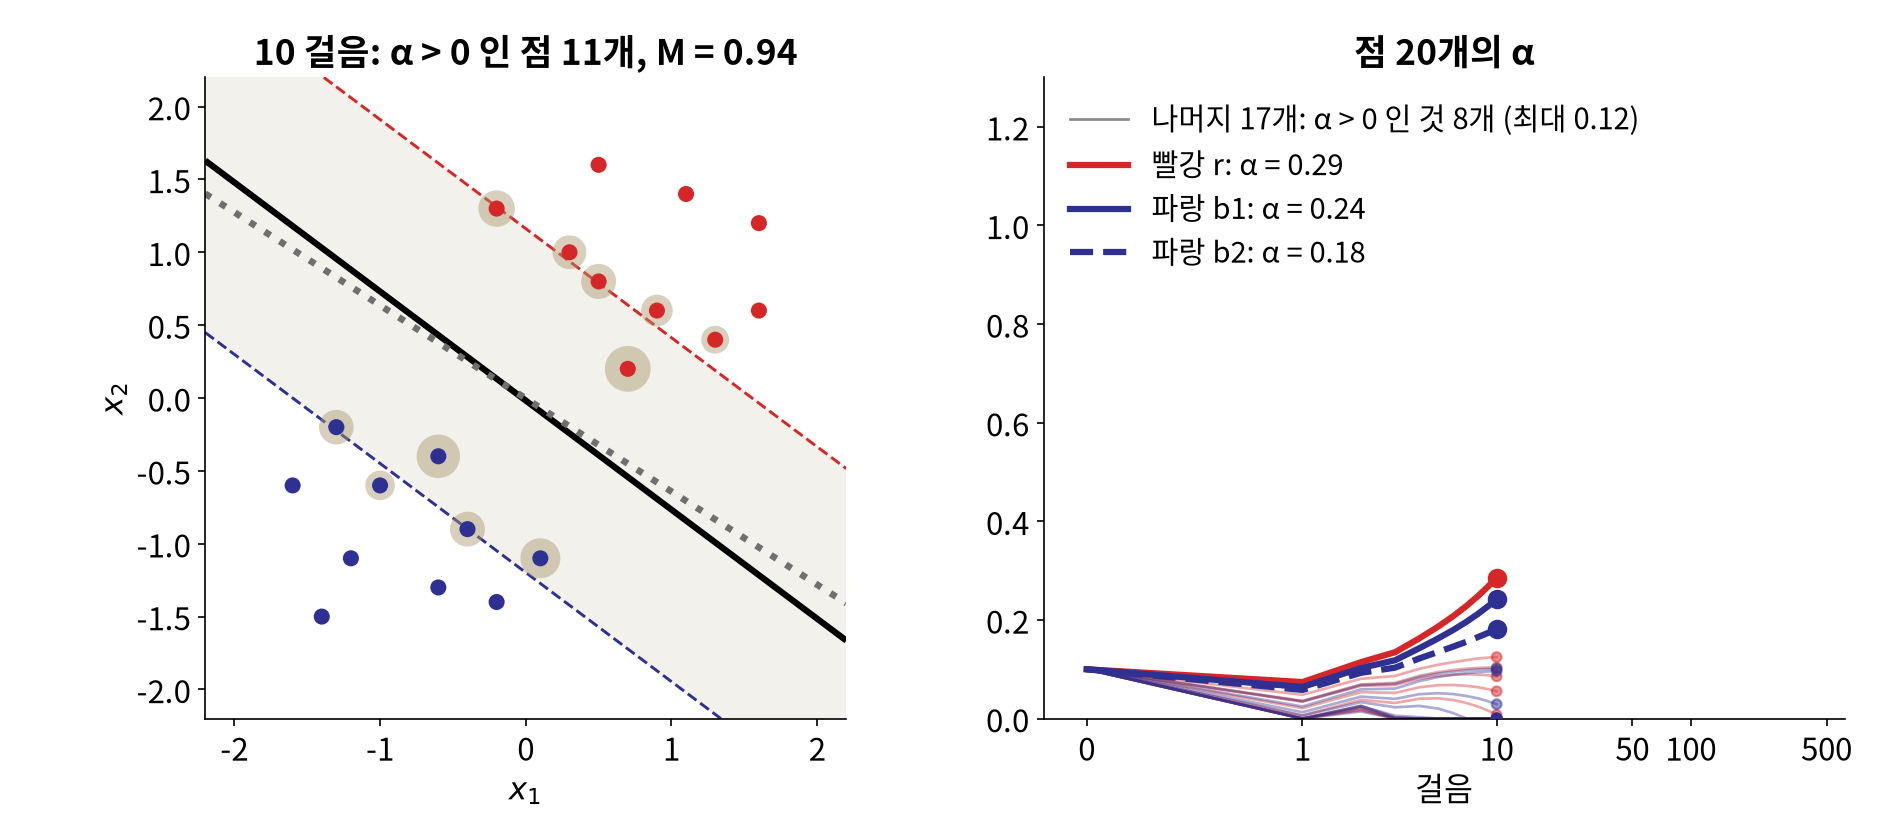 10 걸음: α > 0 인 점 11개, M = 0.94
2.0
1.5
1.0
0.5
0.0
-0.5
-1.0
-1.5
-2.0
x₂
-2 -1 0 1 2
x₁
점 20개의 α
나머지 17개: α > 0 인 것 8개 (최대 0.12)
빨강 r: α = 0.29
파랑 b1: α = 0.24
파랑 b2: α = 0.18
1.2
1.0
0.8
0.6
0.4
0.2
0.0
0 1 10 50 100 500
걸음